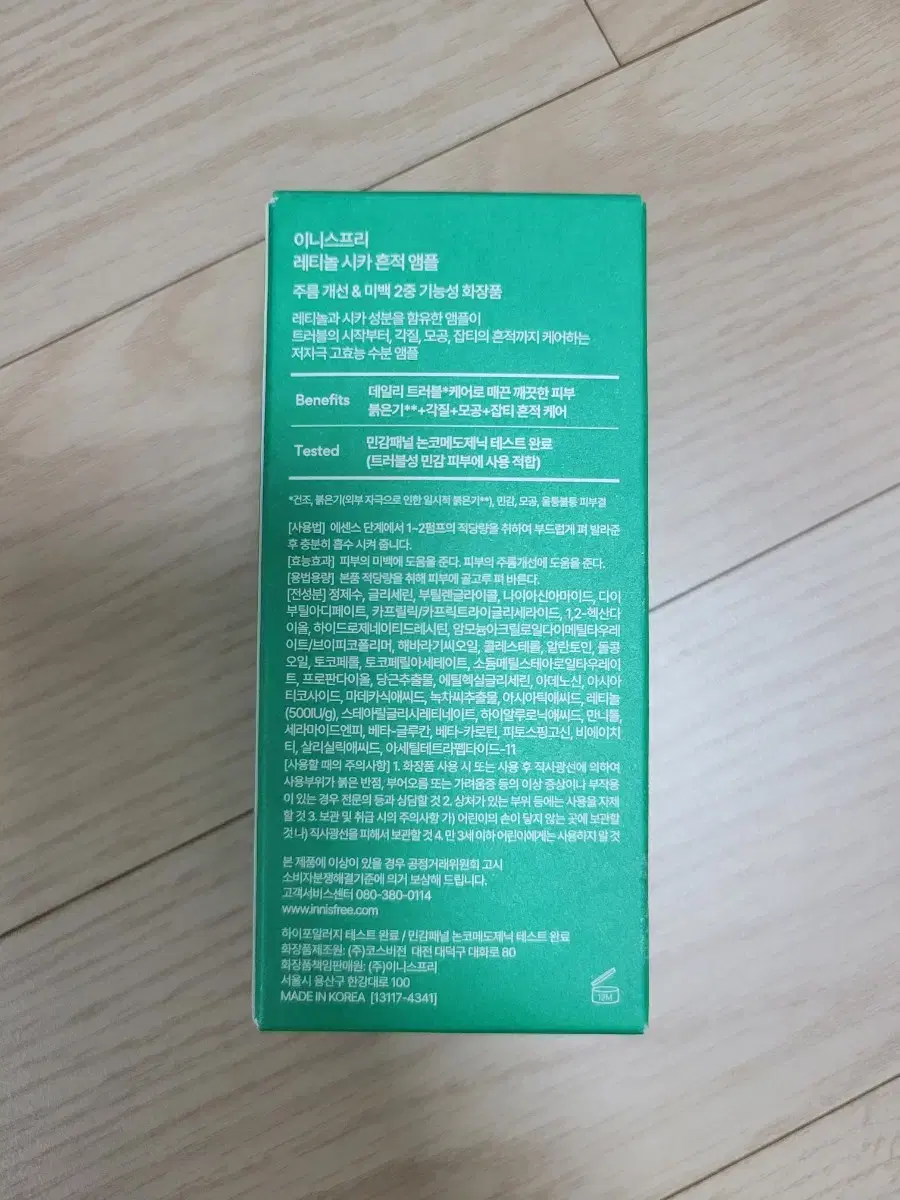 이니스프리
레티놀 시카 흔적 앰플
주름 개선 & 미백 2중 기능성 화장품
레티놀과 시카 성분을 함유한 앰플이
트러블의 시작부터, 각질, 모공, 잡티의 흔적까지 케어하는
저자극 고효능 수분 앰플
Benefits
데일리 트러블*케어로 매끈 깨끗한 피부
붉은기**+각질+모공+잡티 흔적 케어
Tested
민감패널 논코메도제닉 테스트 완료
(트러블성 민감 피부에 사용 적합)
*건조, 붉은기(외부 자극으로 인한 일시적 붉은기**), 민감, 모공, 울퉁불퉁 피부결
[사용법] 에센스 단계에서 1~2펌프의 적당량을 취하여 부드럽게 펴 발라준
후 충분히 흡수 시켜 줍니다.
[효능효과] 피부의 미백에 도움을 준다. 피부의 주름개선에 도움을 준다.
[용법용량] 본품 적당량을 취해 피부에 골고루 펴 바른다.
[전성분] 정제수, 글리세린, 부틸렌글라이콜, 나이아신아마이드, 다이
부틸아디페이트, 카프릴릭/카프릭트라이글리세라이드, 1,2-헥산다
이올, 하이드로제네이티드레시틴, 암모늄아크릴로일다이메틸타우레
이트/브이피코폴리머, 해바라기씨오일, 콜레스테롤, 알란토인, 돌콩
오일, 토코페롤, 토코페릴아세테이트, 소듐메틸스테아로일타우레이
트, 프로판다이올, 당근추출물, 에틸헥실글리세린, 아데노신, 아시아
티코사이드, 마데카식애씨드, 녹차씨추출물, 아시아틱애씨드, 레티놀
(500IU/g), 스테아릴글리시레티네이트, 하이알루로닉애씨드, 만니톨,
세라마이드엔피, 베타-글루칸, 베타-카로틴, 피토스핑고신, 비에이치
티, 살리실릭애씨드, 아세틸테트라펩타이드-11
[사용할 때의 주의사항] 1. 화장품 사용 시 또는 사용 후 직사광선에 의하여
사용부위가 붉은 반점, 부어오름 또는 가려움증 등의 이상 증상이나 부작용
이 있는 경우 전문의 등과 상담할 것 2. 상처가 있는 부위 등에는 사용을 자제
할 것 3. 보관 및 취급 시의 주의사항 가) 어린이의 손이 닿지 않는 곳에 보관할
것 나) 직사광선을 피해서 보관할 것 4. 만 3세 이하 어린이에게는 사용하지 말 것
본 제품에 이상이 있을 경우 공정거래위원회 고시
소비자분쟁해결기준에 의거 보상해 드립니다.
고객서비스센터 080-380-0114
www.innisfree.com
하이포알러지 테스트 완료 / 민감패널 논코메도제닉 테스트 완료
화장품제조원: (주)코스비전 대전 대덕구 대화로 80
화장품책임판매원: (주)이니스프리
서울시 용산구 한강대로 100
MADE IN KOREA [13117-4341]
12M